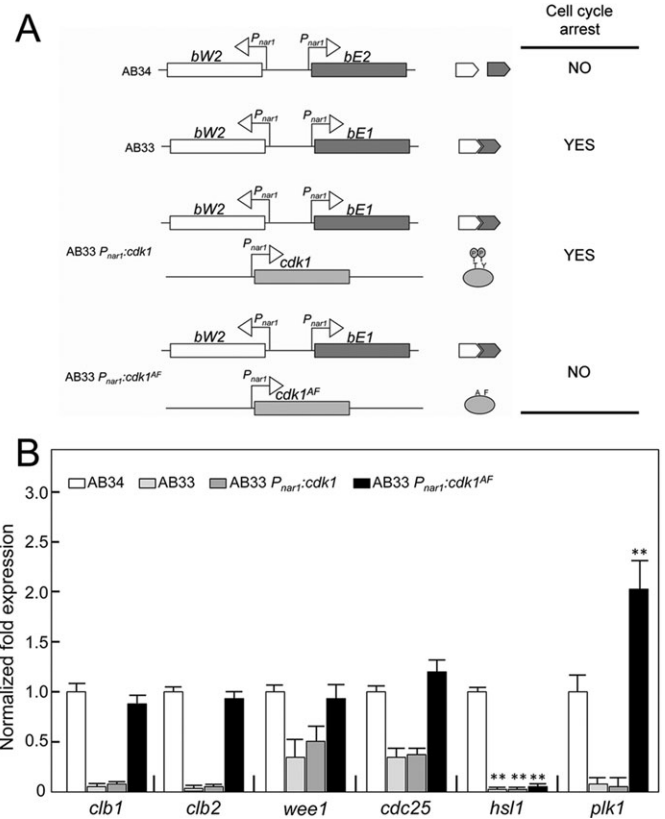 A
Cell cycle
arrest
Pnar1 Pnar1
bW2 bE2
AB34 NO
Pnar1 Pnar1
bW2 bE1
AB33 YES
Pnar1 Pnar1
bW2 bE1
AB33 Pnar1:cdk1 Pnar1 YES
cdk1
P P
T Y
Pnar1 Pnar1
bW2 bE1
AB33 Pnar1:cdk1AF Pnar1 NO
cdk1AF
A F
B
AB34 AB33 AB33 Pnar1:cdk1 AB33 Pnar1:cdk1AF
Normalized fold expression
3.0
2.5
2.0
1.5
1.0
0.5
0
**
** ** **
clb1 clb2 wee1 cdc25 hsl1 plk1